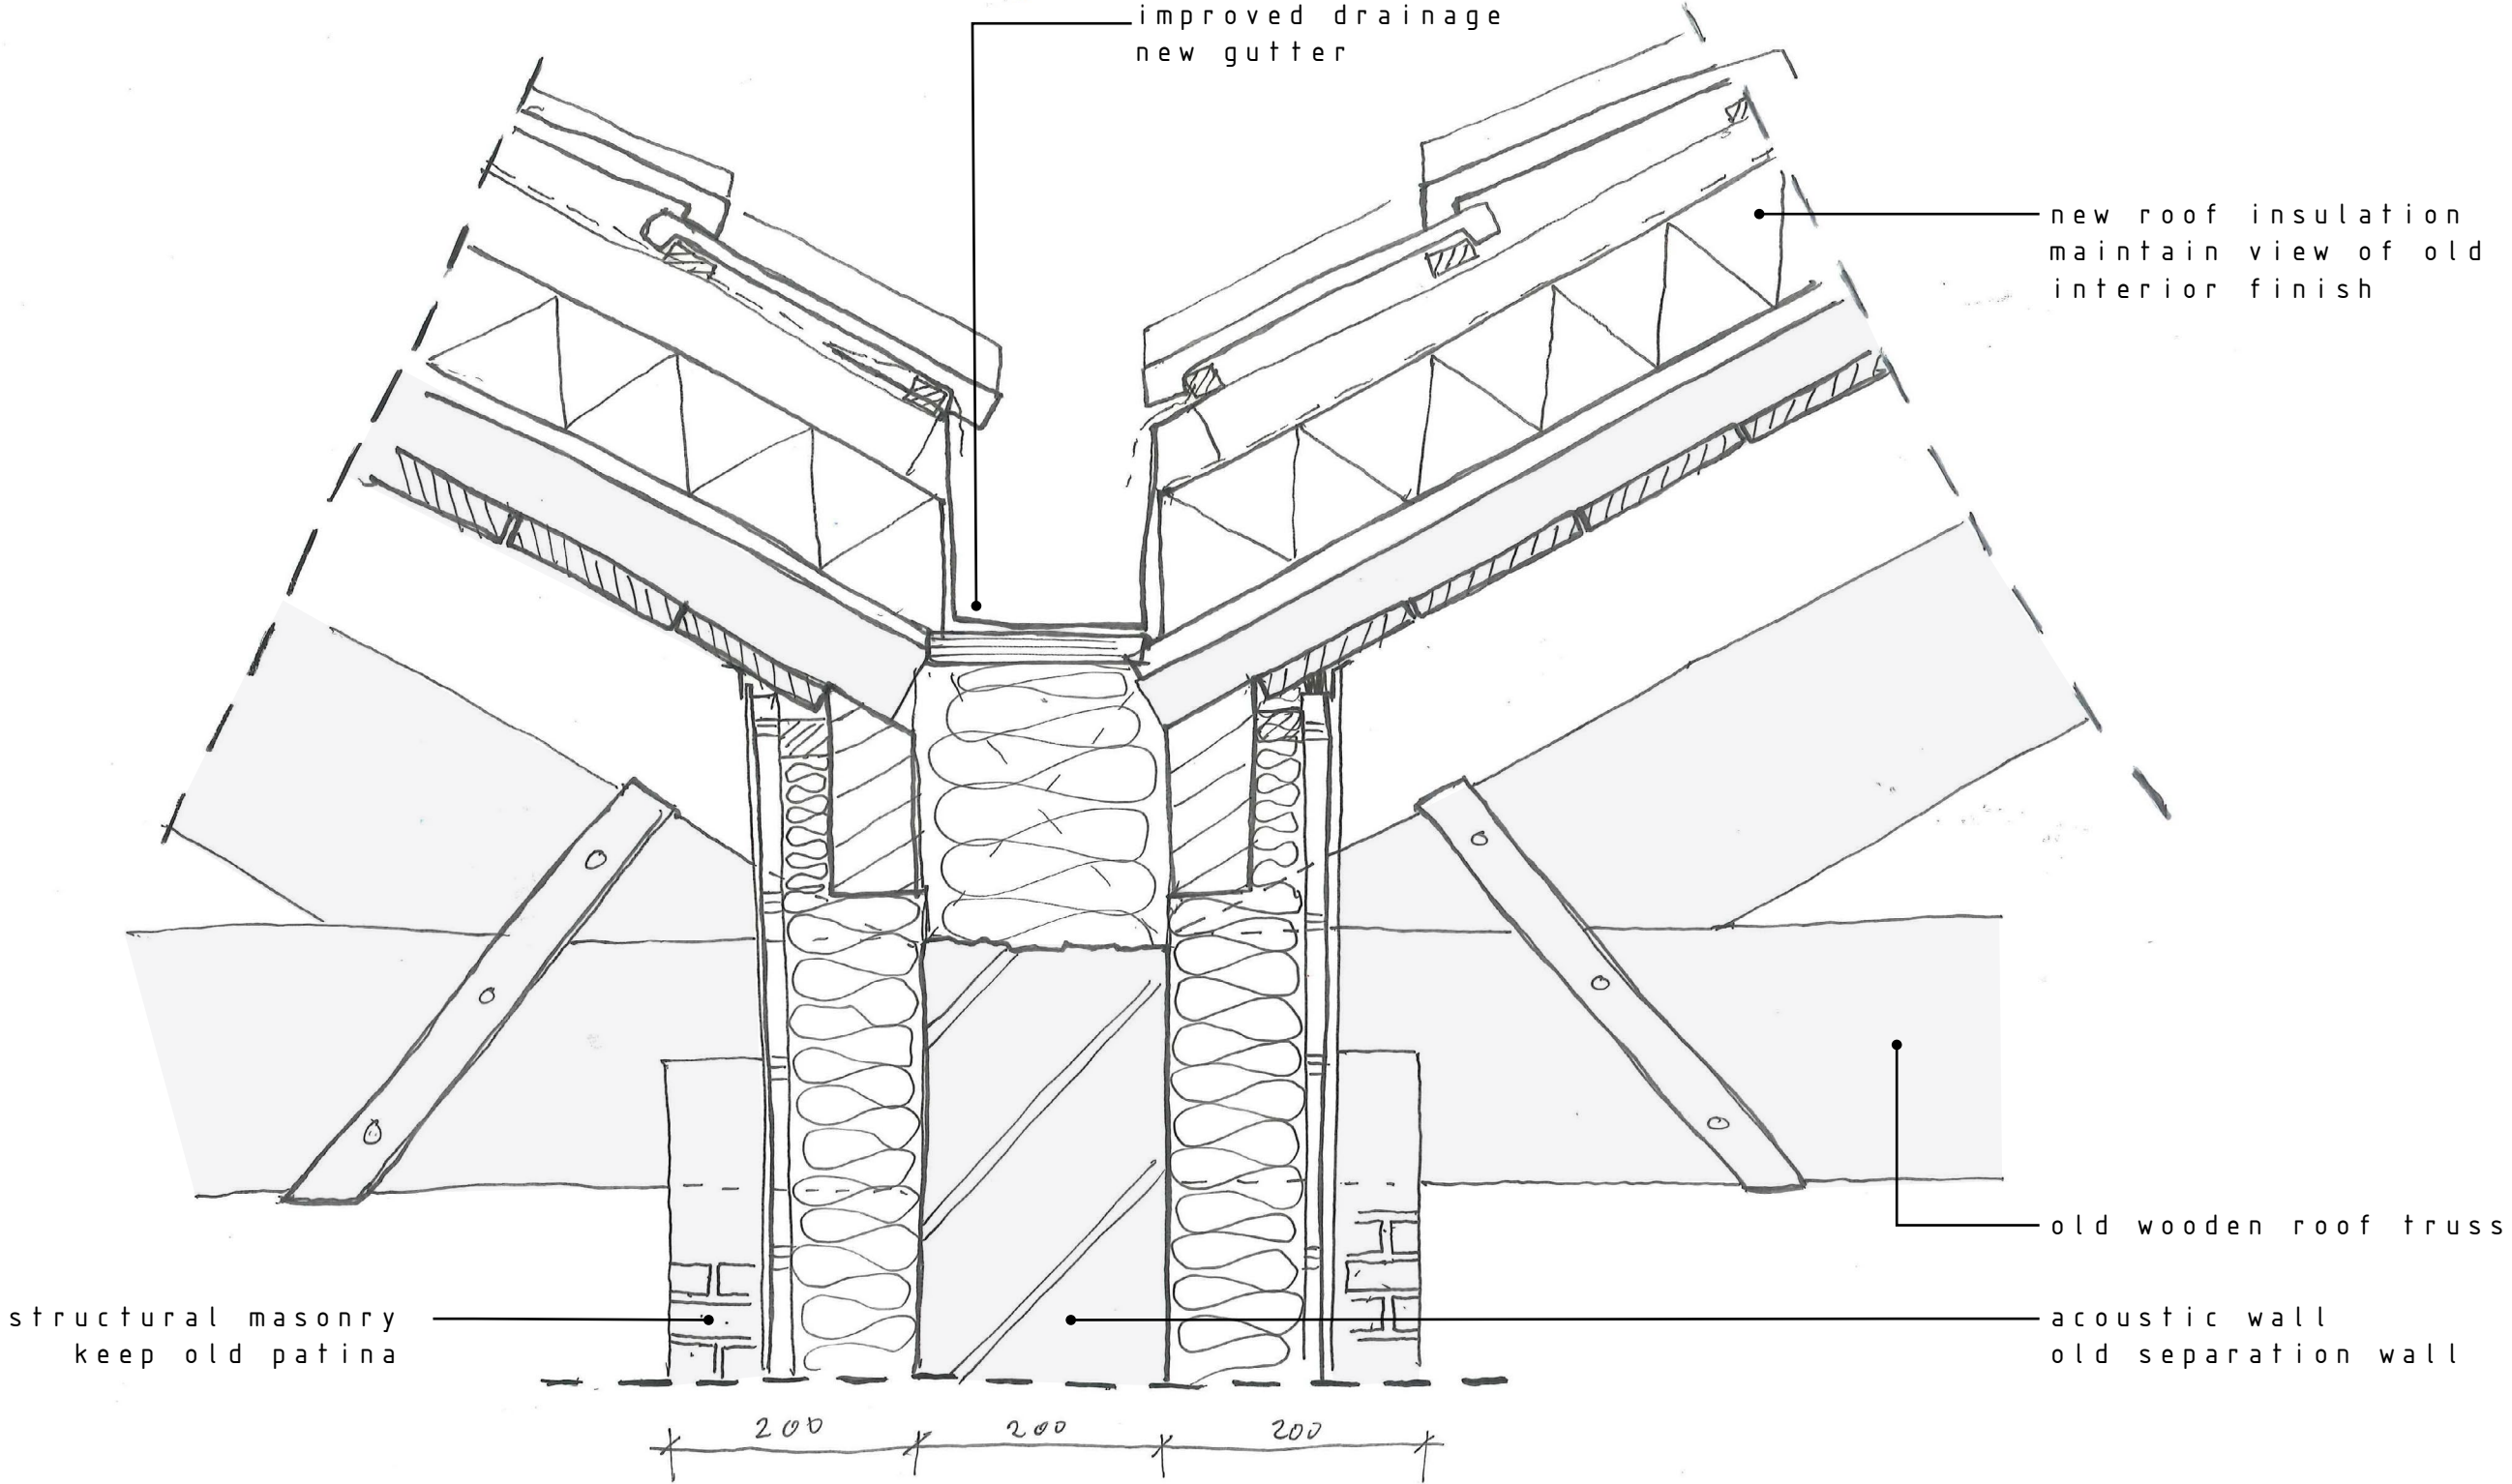 improved drainage
new gutter
new roof insulation
maintain view of old
interior finish
old wooden roof truss
structural masonry
keep old patina
acoustic wall
old separation wall
200
200
200